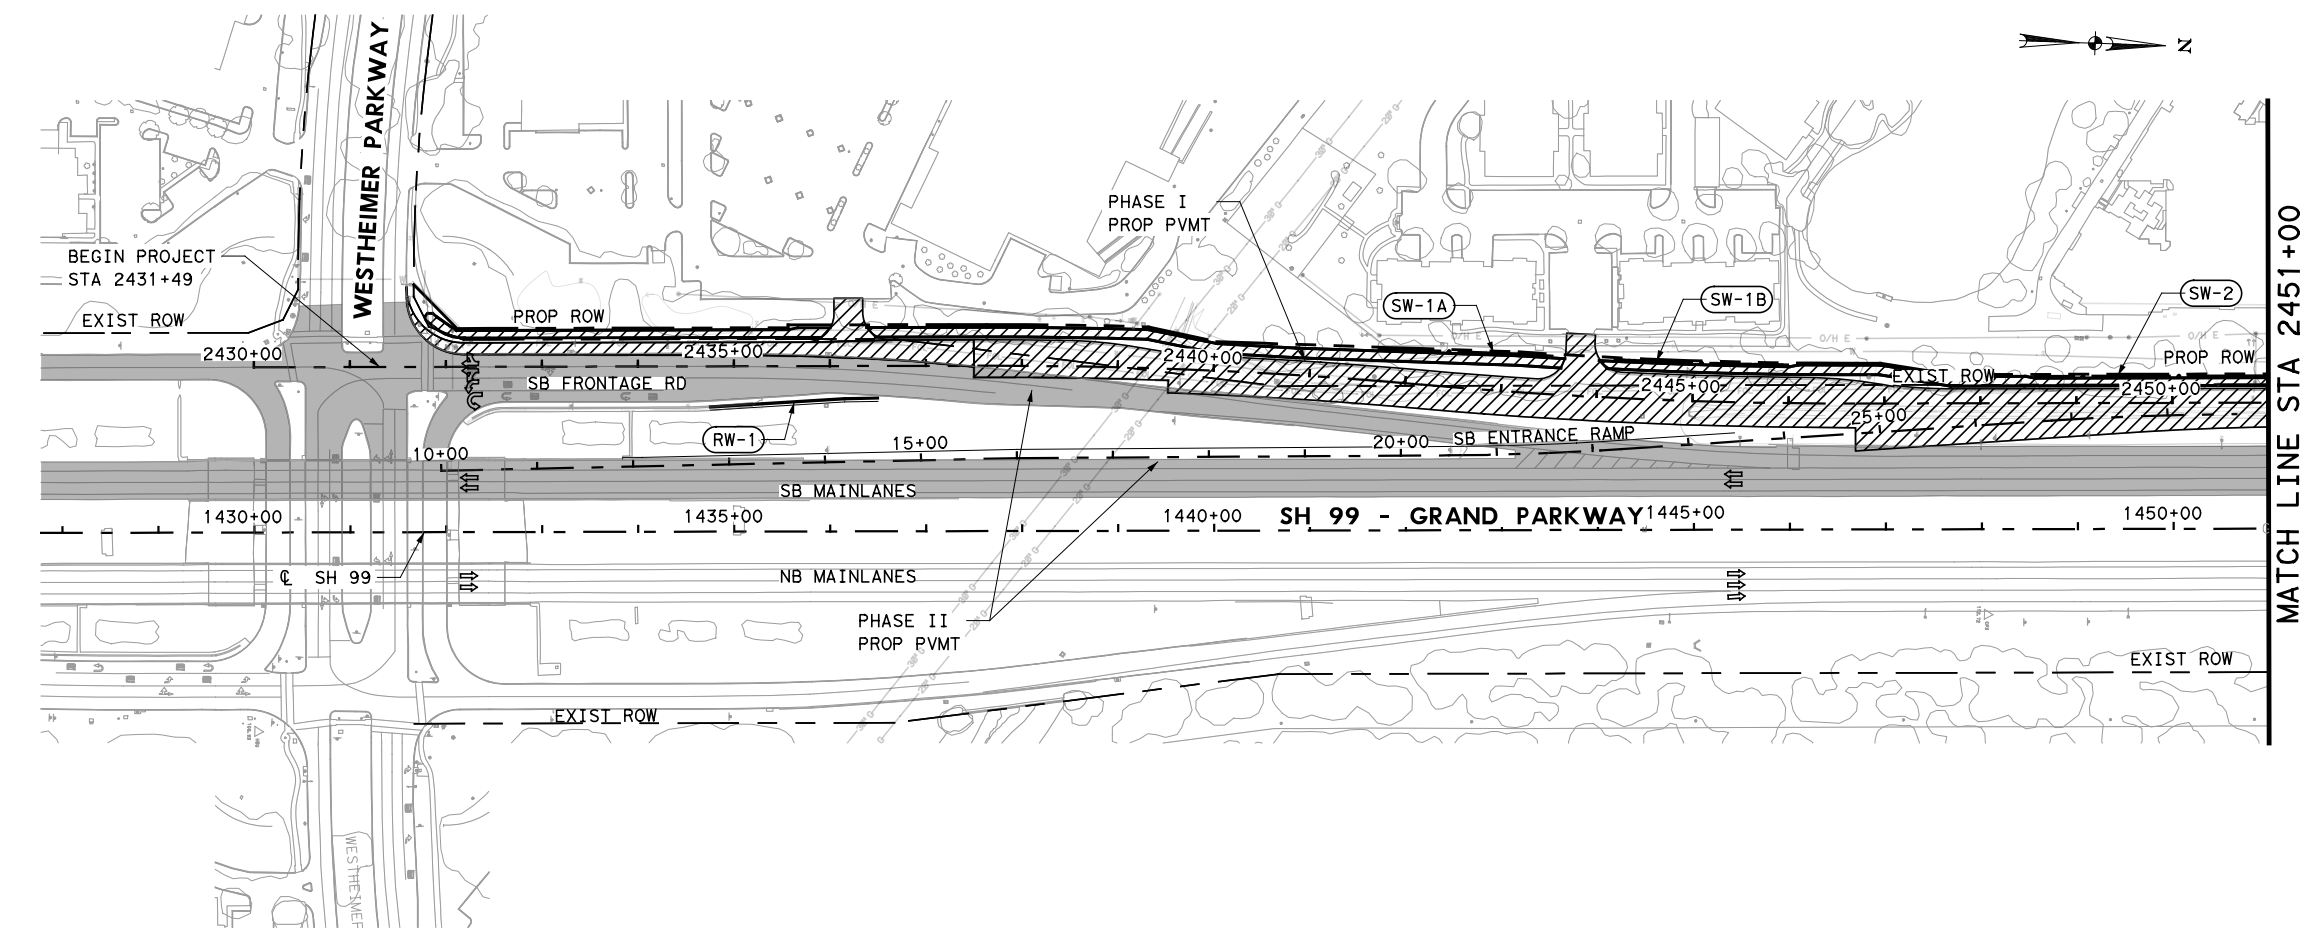 N
WESTHEIMER PARKWAY
BEGIN PROJECT
STA 2431+49
EXIST ROW
PROP ROW
PHASE I
PROP PVMT
SW-1A
SW-1B
SW-2
PROP ROW
EXIST ROW
2430+00
2435+00
2440+00
2445+00
2450+00
SB FRONTAGE RD
RW-1
10+00
15+00
20+00
25+00
SB ENTRANCE RAMP
SB MAINLANES
1430+00
1435+00
1440+00
SH 99 - GRAND PARKWAY
1445+00
1450+00
℄ SH 99
NB MAINLANES
PHASE II
PROP PVMT
EXIST ROW
EXIST ROW
MATCH LINE STA 2451+00
O/H E
O/H E
O/H E
WESTHEIMER